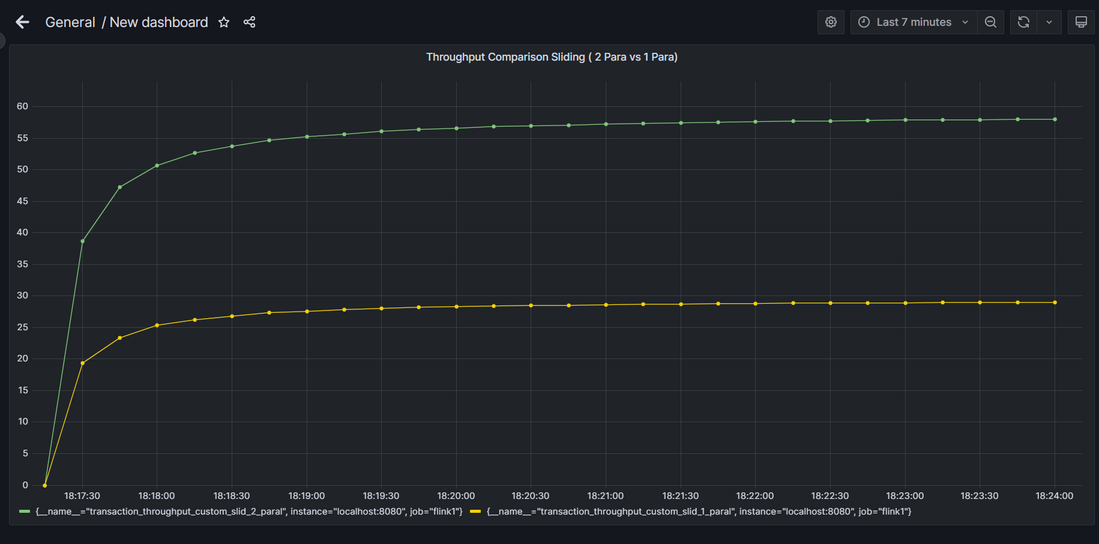 General / New dashboard
Last 7 minutes
Throughput Comparison Sliding ( 2 Para vs 1 Para)
60
55
50
45
40
35
30
25
20
15
10
5
0
18:17:30 18:18:00 18:18:30 18:19:00 18:19:30 18:20:00 18:20:30 18:21:00 18:21:30 18:22:00 18:22:30 18:23:00 18:23:30 18:24:00
{__name__="transaction_throughput_custom_slid_2_paral", instance="localhost:8080", job="flink1"} {__name__="transaction_throughput_custom_slid_1_paral", instance="localhost:8080", job="flink1"}